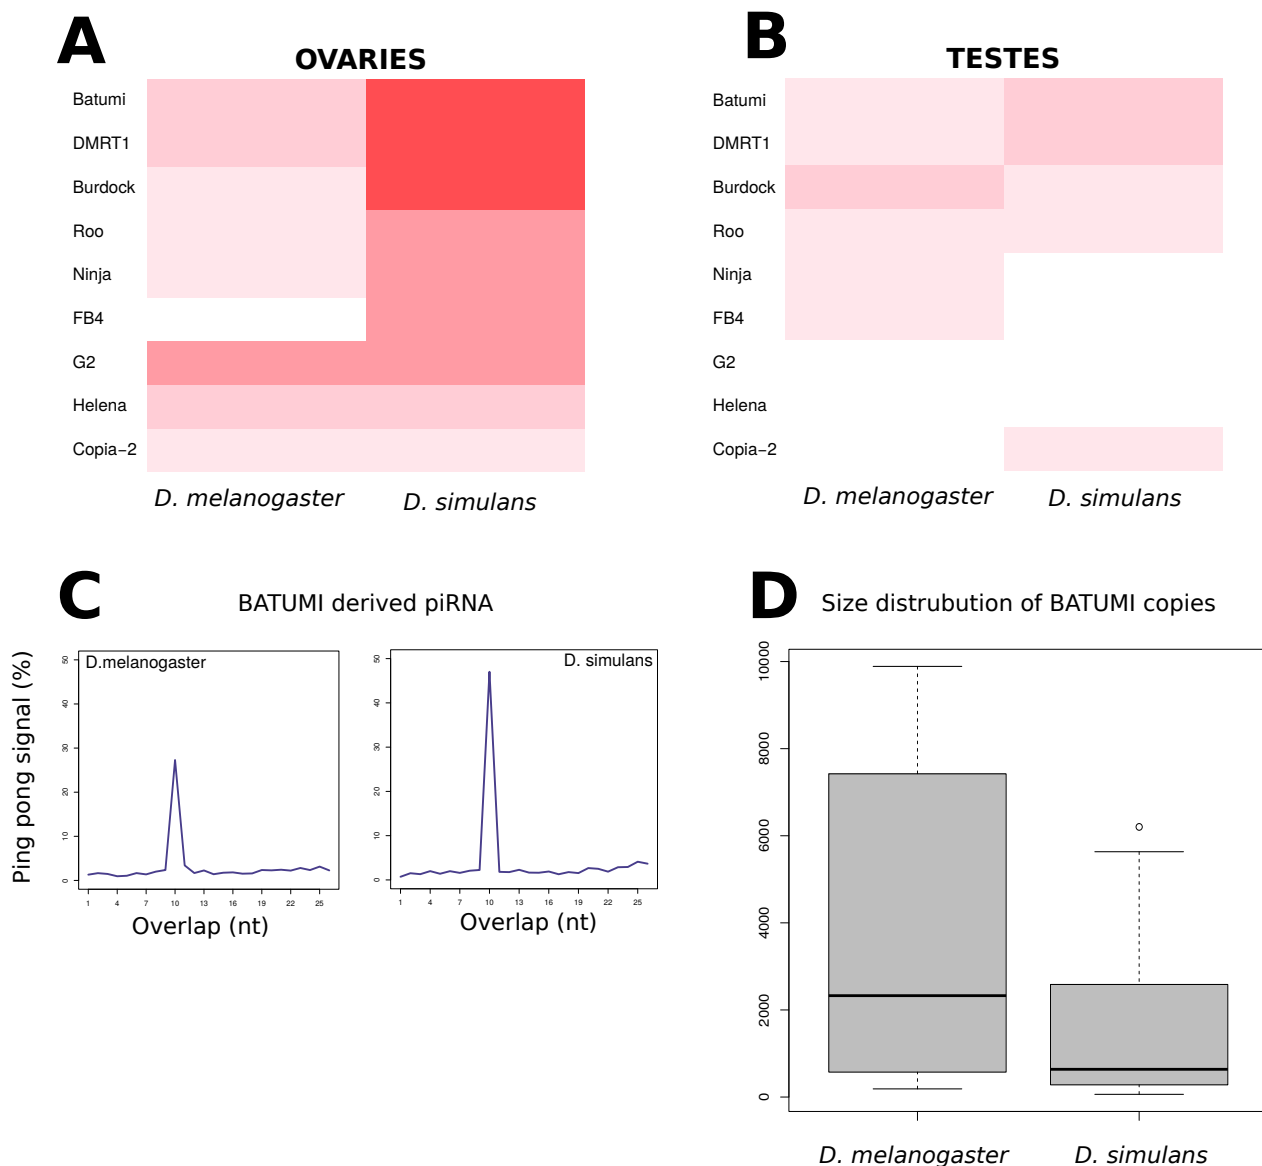 A
OVARIES
Batumi
DMRT1
Burdock
Roo
Ninja
FB4
G2
Helena
Copia−2
D. melanogaster
D. simulans
B
TESTES
Batumi
DMRT1
Burdock
Roo
Ninja
FB4
G2
Helena
Copia−2
D. melanogaster
D. simulans
C
BATUMI derived piRNA
Ping pong signal (%)
D.melanogaster
50
40
30
20
10
0
1 4 7 10 13 16 19 22 25
Overlap (nt)
D. simulans
50
40
30
20
10
0
1 4 7 10 13 16 19 22 25
Overlap (nt)
D
Size distrubution of BATUMI copies
10000
8000
6000
4000
2000
0
D. melanogaster
D. simulans